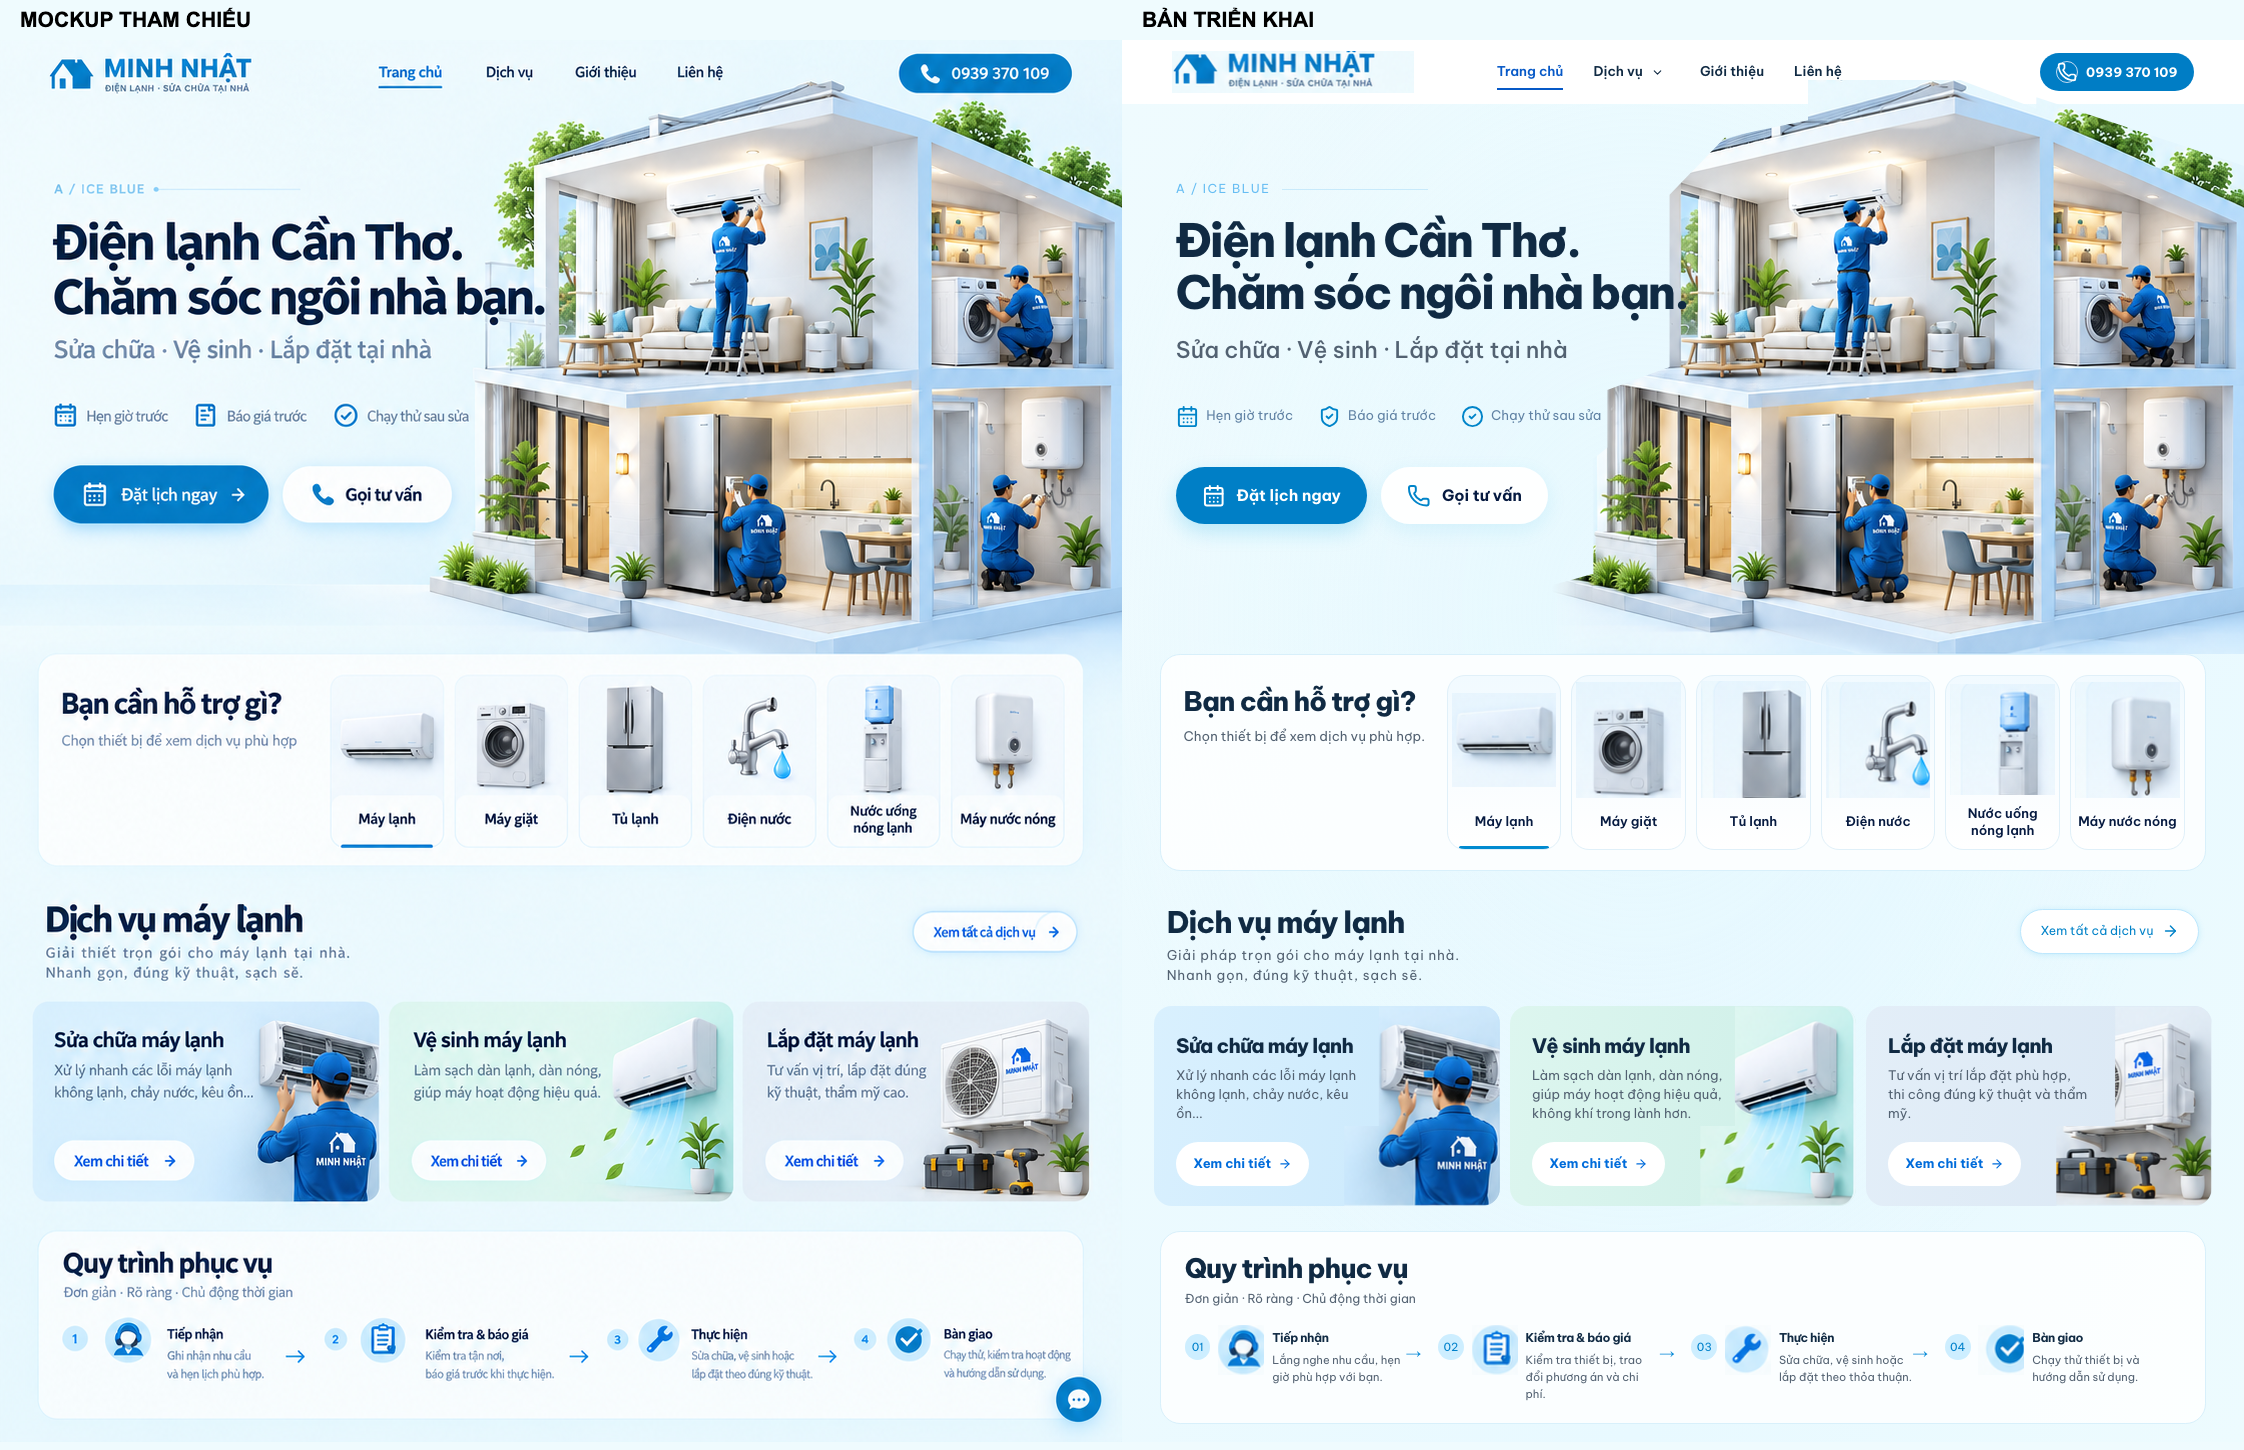 MOCKUP THAM CHIẾU
MINH NHẬT
ĐIỆN LẠNH · SỬA CHỮA TẠI NHÀ
Trang chủ
Dịch vụ
Giới thiệu
Liên hệ
0939 370 109
A / ICE BLUE
Điện lạnh Cần Thơ.
Chăm sóc ngôi nhà bạn.
Sửa chữa · Vệ sinh · Lắp đặt tại nhà
Hẹn giờ trước
Báo giá trước
Chạy thử sau sửa
Đặt lịch ngay
Gọi tư vấn
MINH NHẬT
Bạn cần hỗ trợ gì?
Chọn thiết bị để xem dịch vụ phù hợp
Máy lạnh
Máy giặt
Tủ lạnh
Điện nước
Nước uống
nóng lạnh
Máy nước nóng
Dịch vụ máy lạnh
Giải thiết trọn gói cho máy lạnh tại nhà.
Nhanh gọn, đúng kỹ thuật, sạch sẽ.
Xem tất cả dịch vụ
Sửa chữa máy lạnh
Xử lý nhanh các lỗi máy lạnh
không lạnh, chảy nước, kêu ồn...
Xem chi tiết
MINH NHẬT
Vệ sinh máy lạnh
Làm sạch dàn lạnh, dàn nóng,
giúp máy hoạt động hiệu quả.
Xem chi tiết
Lắp đặt máy lạnh
Tư vấn vị trí, lắp đặt đúng
kỹ thuật, thẩm mỹ cao.
Xem chi tiết
MINH NHẬT
Quy trình phục vụ
Đơn giản · Rõ ràng · Chủ động thời gian
1
Tiếp nhận
Ghi nhận nhu cầu
và hẹn lịch phù hợp.
2
Kiểm tra & báo giá
Kiểm tra tận nơi,
báo giá trước khi thực hiện.
3
Thực hiện
Sửa chữa, vệ sinh hoặc
lắp đặt theo đúng kỹ thuật.
4
Bàn giao
Chạy thử, kiểm tra hoạt động
và hướng dẫn sử dụng.
BẢN TRIỂN KHAI
MINH NHẬT
ĐIỆN LẠNH · SỬA CHỮA TẠI NHÀ
Trang chủ
Dịch vụ
Giới thiệu
Liên hệ
0939 370 109
A / ICE BLUE
Điện lạnh Cần Thơ.
Chăm sóc ngôi nhà bạn.
Sửa chữa · Vệ sinh · Lắp đặt tại nhà
Hẹn giờ trước
Báo giá trước
Chạy thử sau sửa
Đặt lịch ngay
Gọi tư vấn
Bạn cần hỗ trợ gì?
Chọn thiết bị để xem dịch vụ phù hợp.
Máy lạnh
Máy giặt
Tủ lạnh
Điện nước
Nước uống
nóng lạnh
Máy nước nóng
Dịch vụ máy lạnh
Giải pháp trọn gói cho máy lạnh tại nhà.
Nhanh gọn, đúng kỹ thuật, sạch sẽ.
Xem tất cả dịch vụ
Sửa chữa máy lạnh
Xử lý nhanh các lỗi máy lạnh
không lạnh, chảy nước, kêu
ồn...
Xem chi tiết
MINH NHẬT
Vệ sinh máy lạnh
Làm sạch dàn lạnh, dàn nóng,
giúp máy hoạt động hiệu quả,
không khí trong lành hơn.
Xem chi tiết
Lắp đặt máy lạnh
Tư vấn vị trí lắp đặt phù hợp,
thi công đúng kỹ thuật và thẩm
mỹ.
Xem chi tiết
MINH NHẬT
Quy trình phục vụ
Đơn giản · Rõ ràng · Chủ động thời gian
01
Tiếp nhận
Lắng nghe nhu cầu, hẹn
giờ phù hợp với bạn.
02
Kiểm tra & báo giá
Kiểm tra thiết bị, trao
đổi phương án và chi
phí.
03
Thực hiện
Sửa chữa, vệ sinh hoặc
lắp đặt theo thỏa thuận.
04
Bàn giao
Chạy thử thiết bị và
hướng dẫn sử dụng.